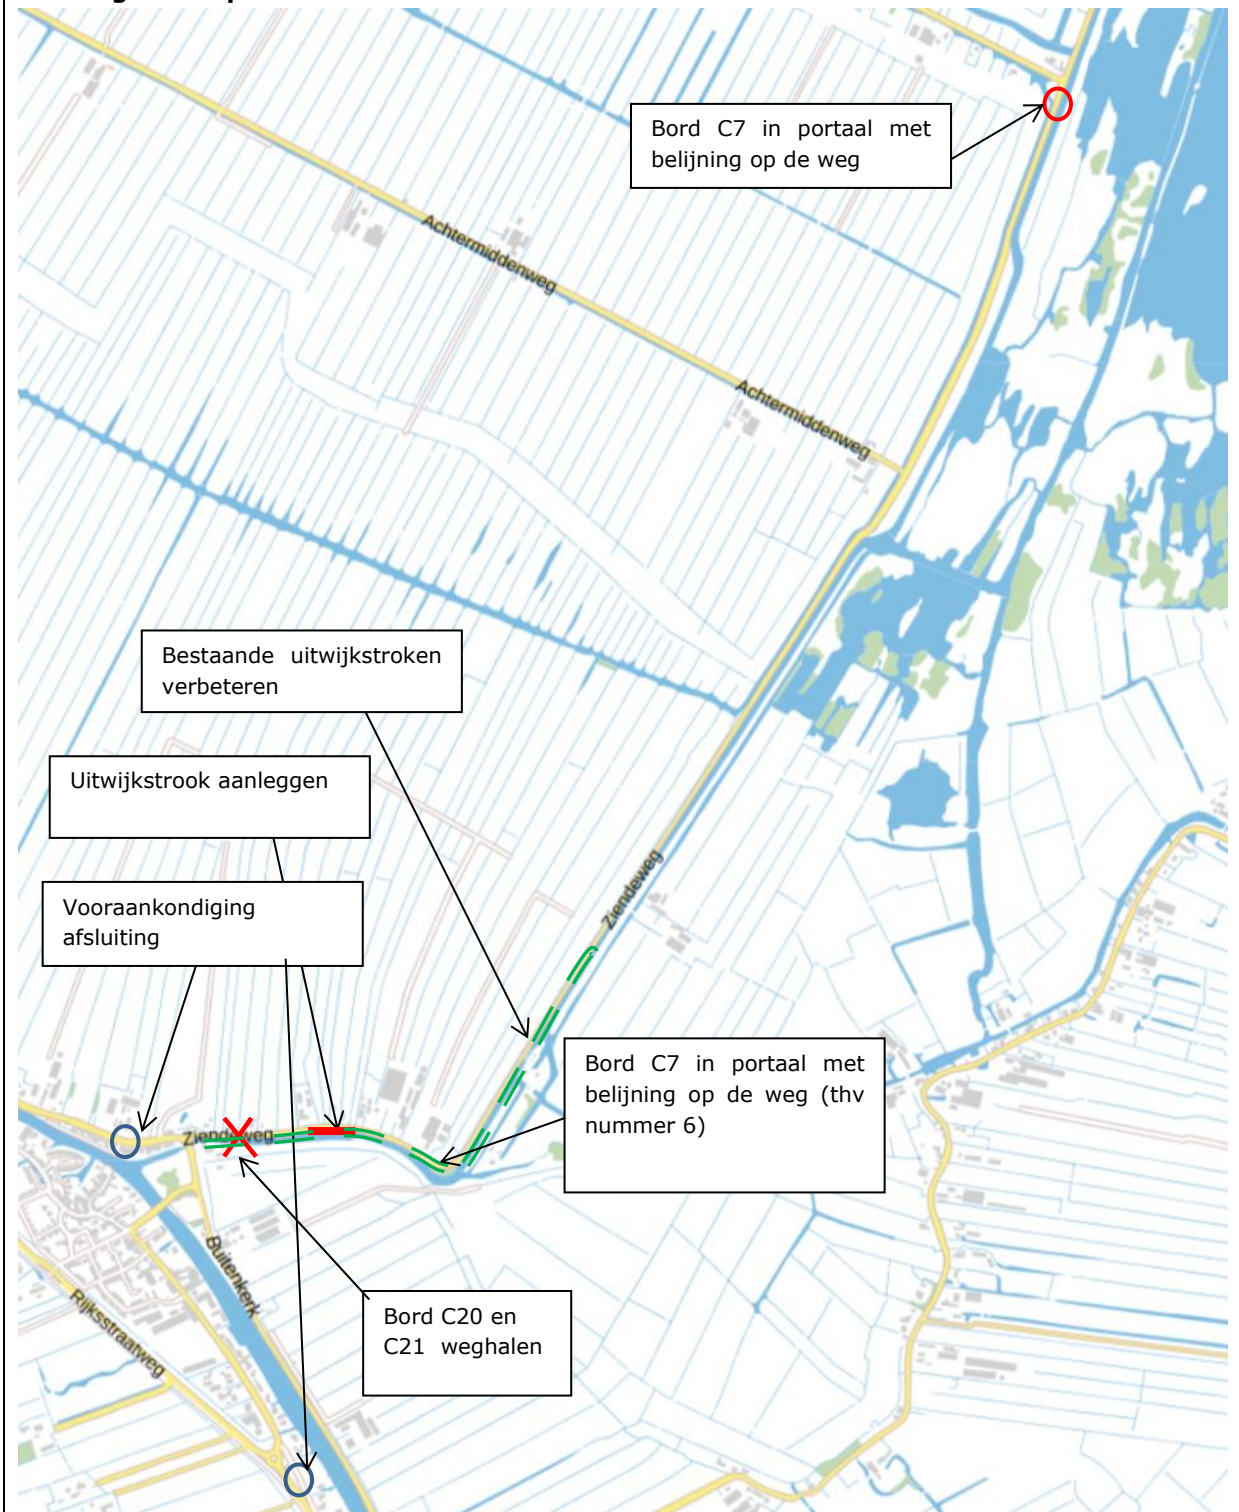 Bord C7 in portaal met
belijning op de weg
Achtermiddenweg
Achtermiddenweg
Bestaande uitwijkstroken
verbeteren
Uitwijkstrook aanleggen
Ziendeweg
Vooraankondiging
afsluiting
Bord C7 in portaal met
belijning op de weg (thv
nummer 6)
Ziendeweg
Buitenkerk
Rijksstraatweg
Bord C20 en
C21 weghalen